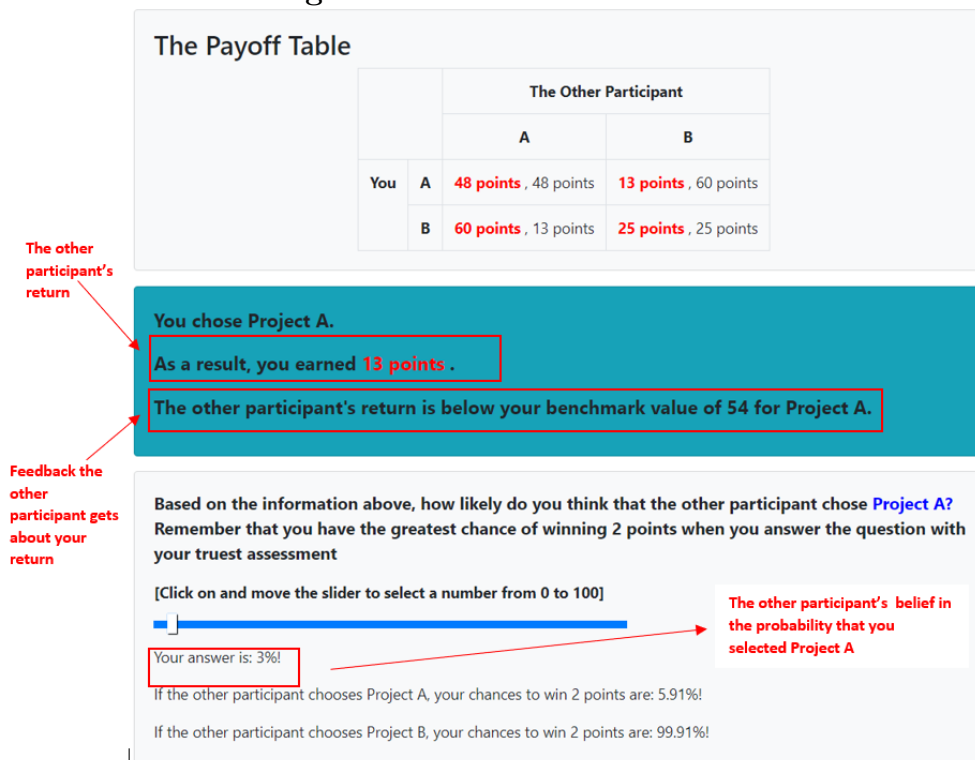 The Payoff Table
The Other Participant
A B
You A 48 points , 48 points 13 points , 60 points
B 60 points , 13 points 25 points , 25 points
The other
participant's
return
You chose Project A.
As a result, you earned 13 points .
The other participant's return is below your benchmark value of 54 for Project A.
Feedback the
other
participant gets
about your
return
Based on the information above, how likely do you think that the other participant chose Project A?
Remember that you have the greatest chance of winning 2 points when you answer the question with
your truest assessment
[Click on and move the slider to select a number from 0 to 100]
The other participant's belief in
the probability that you
selected Project A
Your answer is: 3%!
If the other participant chooses Project A, your chances to win 2 points are: 5.91%!
If the other participant chooses Project B, your chances to win 2 points are: 99.91%!